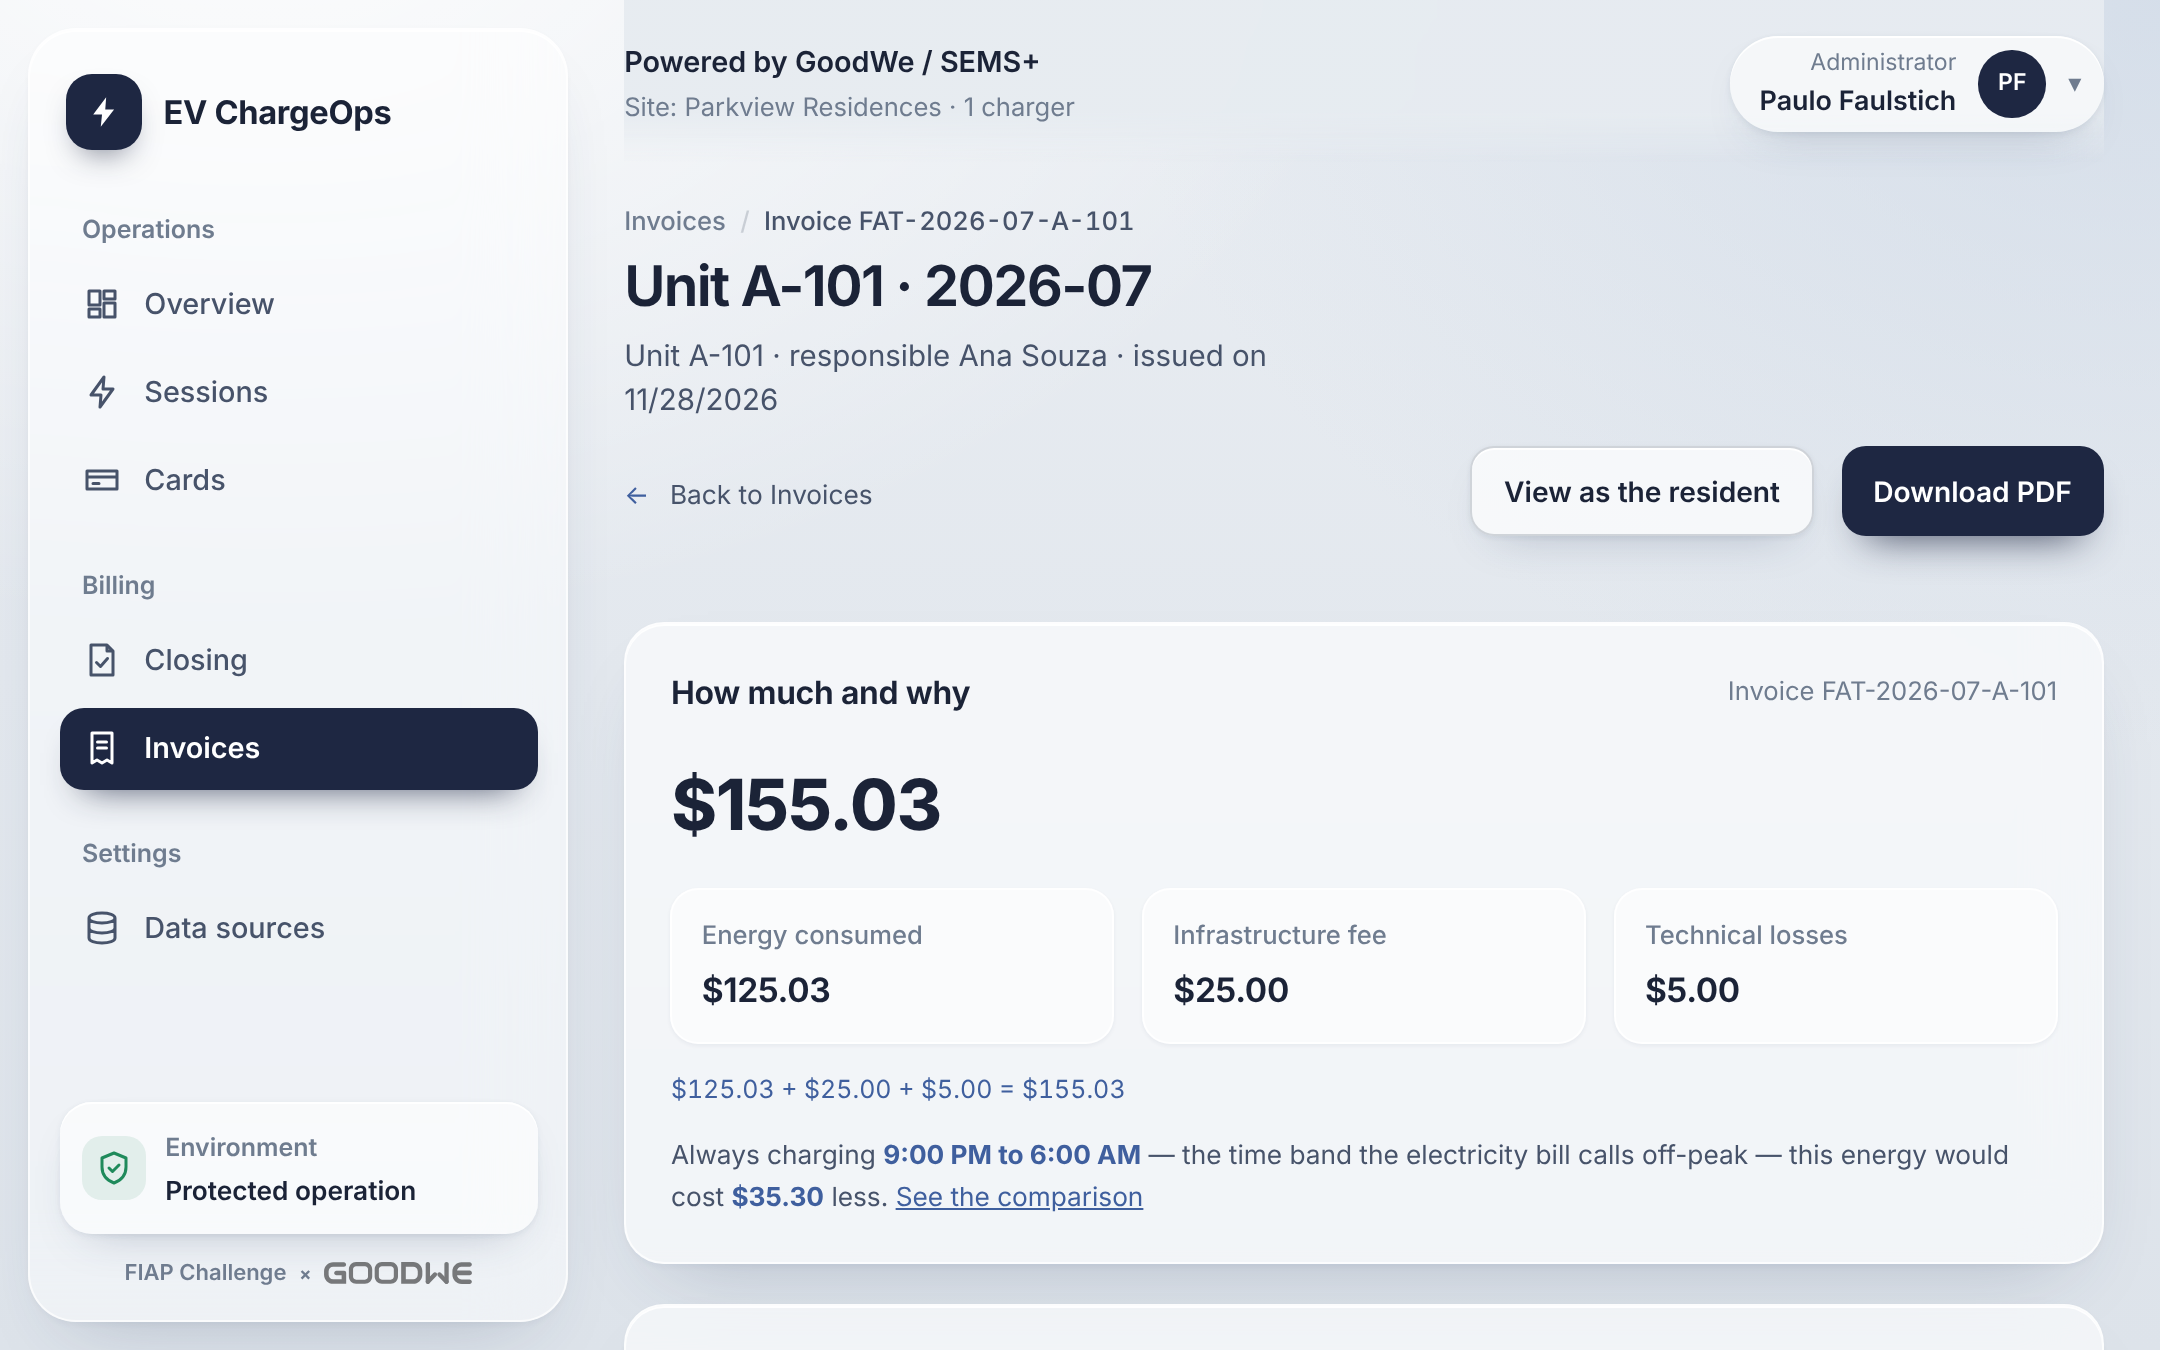 EV ChargeOps
Operations
Overview
Sessions
Cards
Billing
Closing
Invoices
Settings
Data sources
Environment
Protected operation
FIAP Challenge × GOODWE
Powered by GoodWe / SEMS+
Site: Parkview Residences · 1 charger
Administrator
Paulo Faulstich
PF
Invoices / Invoice FAT-2026-07-A-101
Unit A-101 · 2026-07
Unit A-101 · responsible Ana Souza · issued on
11/28/2026
← Back to Invoices
View as the resident
Download PDF
How much and why
Invoice FAT-2026-07-A-101
$155.03
Energy consumed
$125.03
Infrastructure fee
$25.00
Technical losses
$5.00
$125.03 + $25.00 + $5.00 = $155.03
Always charging 9:00 PM to 6:00 AM — the time band the electricity bill calls off-peak — this energy would
cost $35.30 less. See the comparison